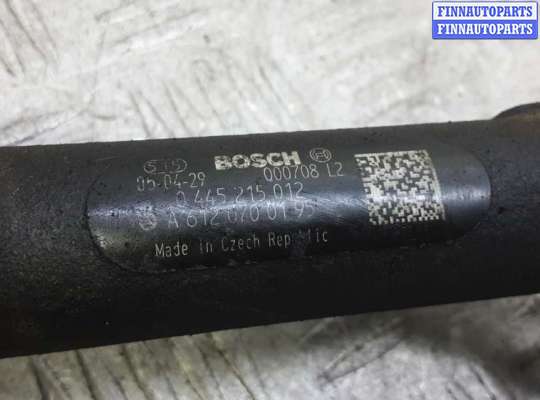 FINNAUTOPARTS
FINNAUTOPARTS
BOSCH
05-04-29 000708 L2
0 445 215 012
A 612 070 01 95
Made in Czech Republic